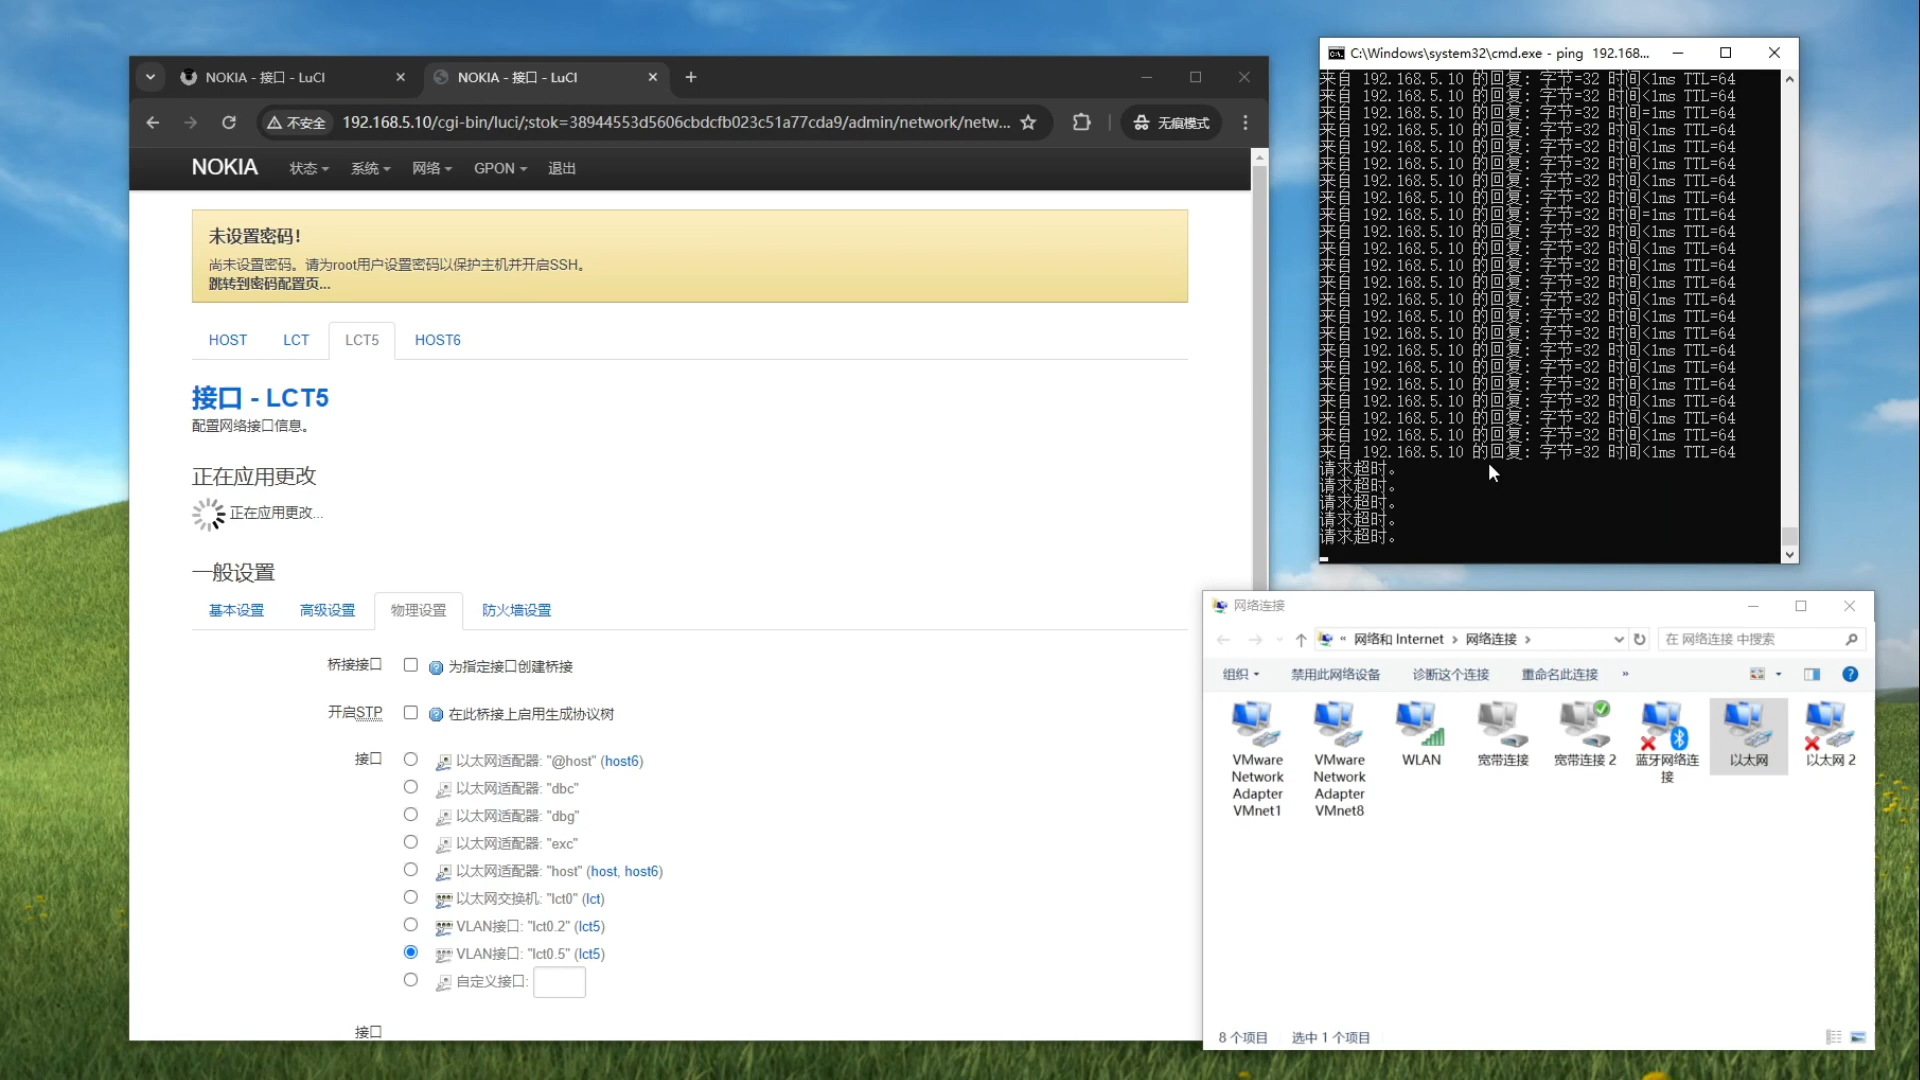 NOKIA - 接口 - LuCI
NOKIA - 接口 - LuCI
不安全
192.168.5.10/cgi-bin/luci/;stok=38944553d5606cbdcfb023c51a77cda9/admin/network/netw...
无痕模式
NOKIA 状态 系统 网络 GPON 退出
未设置密码!
尚未设置密码。请为root用户设置密码以保护主机并开启SSH。
跳转到密码配置页...
HOST LCT LCT5 HOST6
接口 - LCT5
配置网络接口信息。
正在应用更改
正在应用更改...
一般设置
基本设置 高级设置 物理设置 防火墙设置
桥接接口 为指定接口创建桥接
开启STP 在此桥接上启用生成协议树
接口 以太网适配器: "@host" (host6)
以太网适配器: "dbc"
以太网适配器: "dbg"
以太网适配器: "exc"
以太网适配器: "host" (host, host6)
以太网交换机: "lct0" (lct)
VLAN接口: "lct0.2" (lct5)
VLAN接口: "lct0.5" (lct5)
自定义接口:
接口
C:\Windows\system32\cmd.exe - ping 192.168...
来自 192.168.5.10 的回复: 字节=32 时间<1ms TTL=64
来自 192.168.5.10 的回复: 字节=32 时间<1ms TTL=64
来自 192.168.5.10 的回复: 字节=32 时间=1ms TTL=64
来自 192.168.5.10 的回复: 字节=32 时间<1ms TTL=64
来自 192.168.5.10 的回复: 字节=32 时间<1ms TTL=64
来自 192.168.5.10 的回复: 字节=32 时间<1ms TTL=64
来自 192.168.5.10 的回复: 字节=32 时间<1ms TTL=64
来自 192.168.5.10 的回复: 字节=32 时间<1ms TTL=64
来自 192.168.5.10 的回复: 字节=32 时间=1ms TTL=64
来自 192.168.5.10 的回复: 字节=32 时间<1ms TTL=64
来自 192.168.5.10 的回复: 字节=32 时间<1ms TTL=64
来自 192.168.5.10 的回复: 字节=32 时间<1ms TTL=64
来自 192.168.5.10 的回复: 字节=32 时间<1ms TTL=64
来自 192.168.5.10 的回复: 字节=32 时间<1ms TTL=64
来自 192.168.5.10 的回复: 字节=32 时间<1ms TTL=64
来自 192.168.5.10 的回复: 字节=32 时间<1ms TTL=64
来自 192.168.5.10 的回复: 字节=32 时间<1ms TTL=64
来自 192.168.5.10 的回复: 字节=32 时间<1ms TTL=64
来自 192.168.5.10 的回复: 字节=32 时间<1ms TTL=64
来自 192.168.5.10 的回复: 字节=32 时间<1ms TTL=64
来自 192.168.5.10 的回复: 字节=32 时间<1ms TTL=64
来自 192.168.5.10 的回复: 字节=32 时间<1ms TTL=64
来自 192.168.5.10 的回复: 字节=32 时间<1ms TTL=64
请求超时。
请求超时。
请求超时。
请求超时。
请求超时。
网络连接
« 网络和 Internet › 网络连接 ›
在 网络连接 中搜索
组织 禁用此网络设备 诊断这个连接 重命名此连接 »
VMware Network Adapter VMnet1
VMware Network Adapter VMnet8
WLAN
宽带连接
宽带连接 2
蓝牙网络连接
以太网
以太网 2
8 个项目 选中 1 个项目